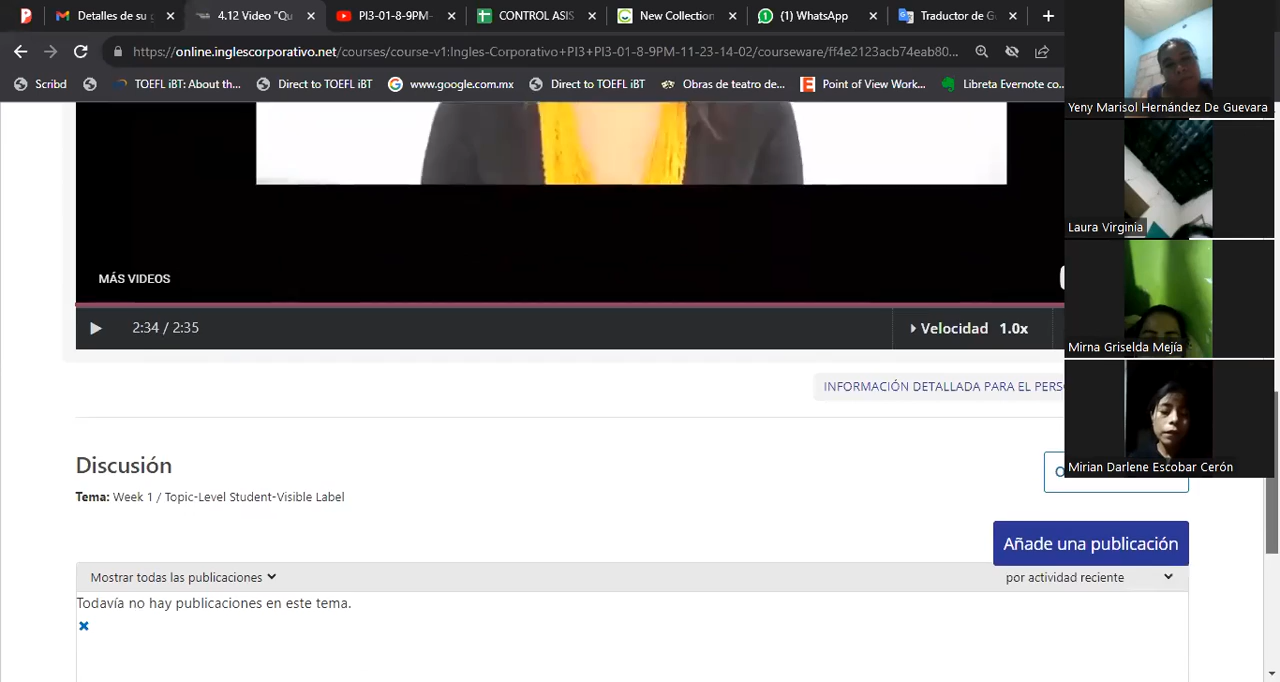 Detalles de su g
4.12 Video "Qu
PI3-01-8-9PM-
CONTROL ASIS
New Collection
(1) WhatsApp
Traductor de G
https://online.inglescorporativo.net/courses/course-v1:Ingles-Corporativo+PI3+PI3-01-8-9PM-11-23-14-02/courseware/ff4e2123acb74eab80...
Scribd
TOEFL iBT: About th...
Direct to TOEFL iBT
www.google.com.mx
Direct to TOEFL iBT
Obras de teatro de...
Point of View Work...
Libreta Evernote co...
Yeny Marisol Hernández De Guevara
Laura Virginia
Mirna Griselda Mejía
Mirian Darlene Escobar Cerón
MÁS VIDEOS
2:34 / 2:35
Velocidad 1.0x
INFORMACIÓN DETALLADA PARA EL PERS
Discusión
Tema: Week 1 / Topic-Level Student-Visible Label
Añade una publicación
Mostrar todas las publicaciones
por actividad reciente
Todavía no hay publicaciones en este tema.